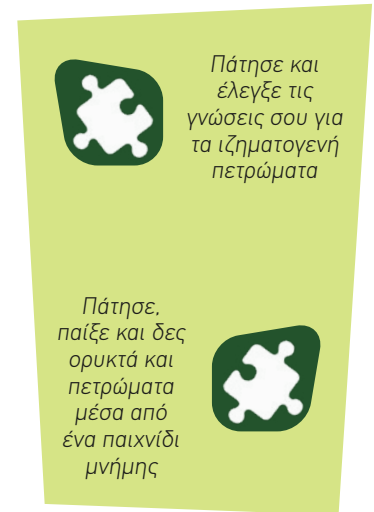 Πάτησε και
έλεγξε τις
γνώσεις σου για
τα ιζηματογενή
πετρώματα
Πάτησε,
παίξε και δες
ορυκτά και
πετρώματα
μέσα από
ένα παιχνίδι
μνήμης